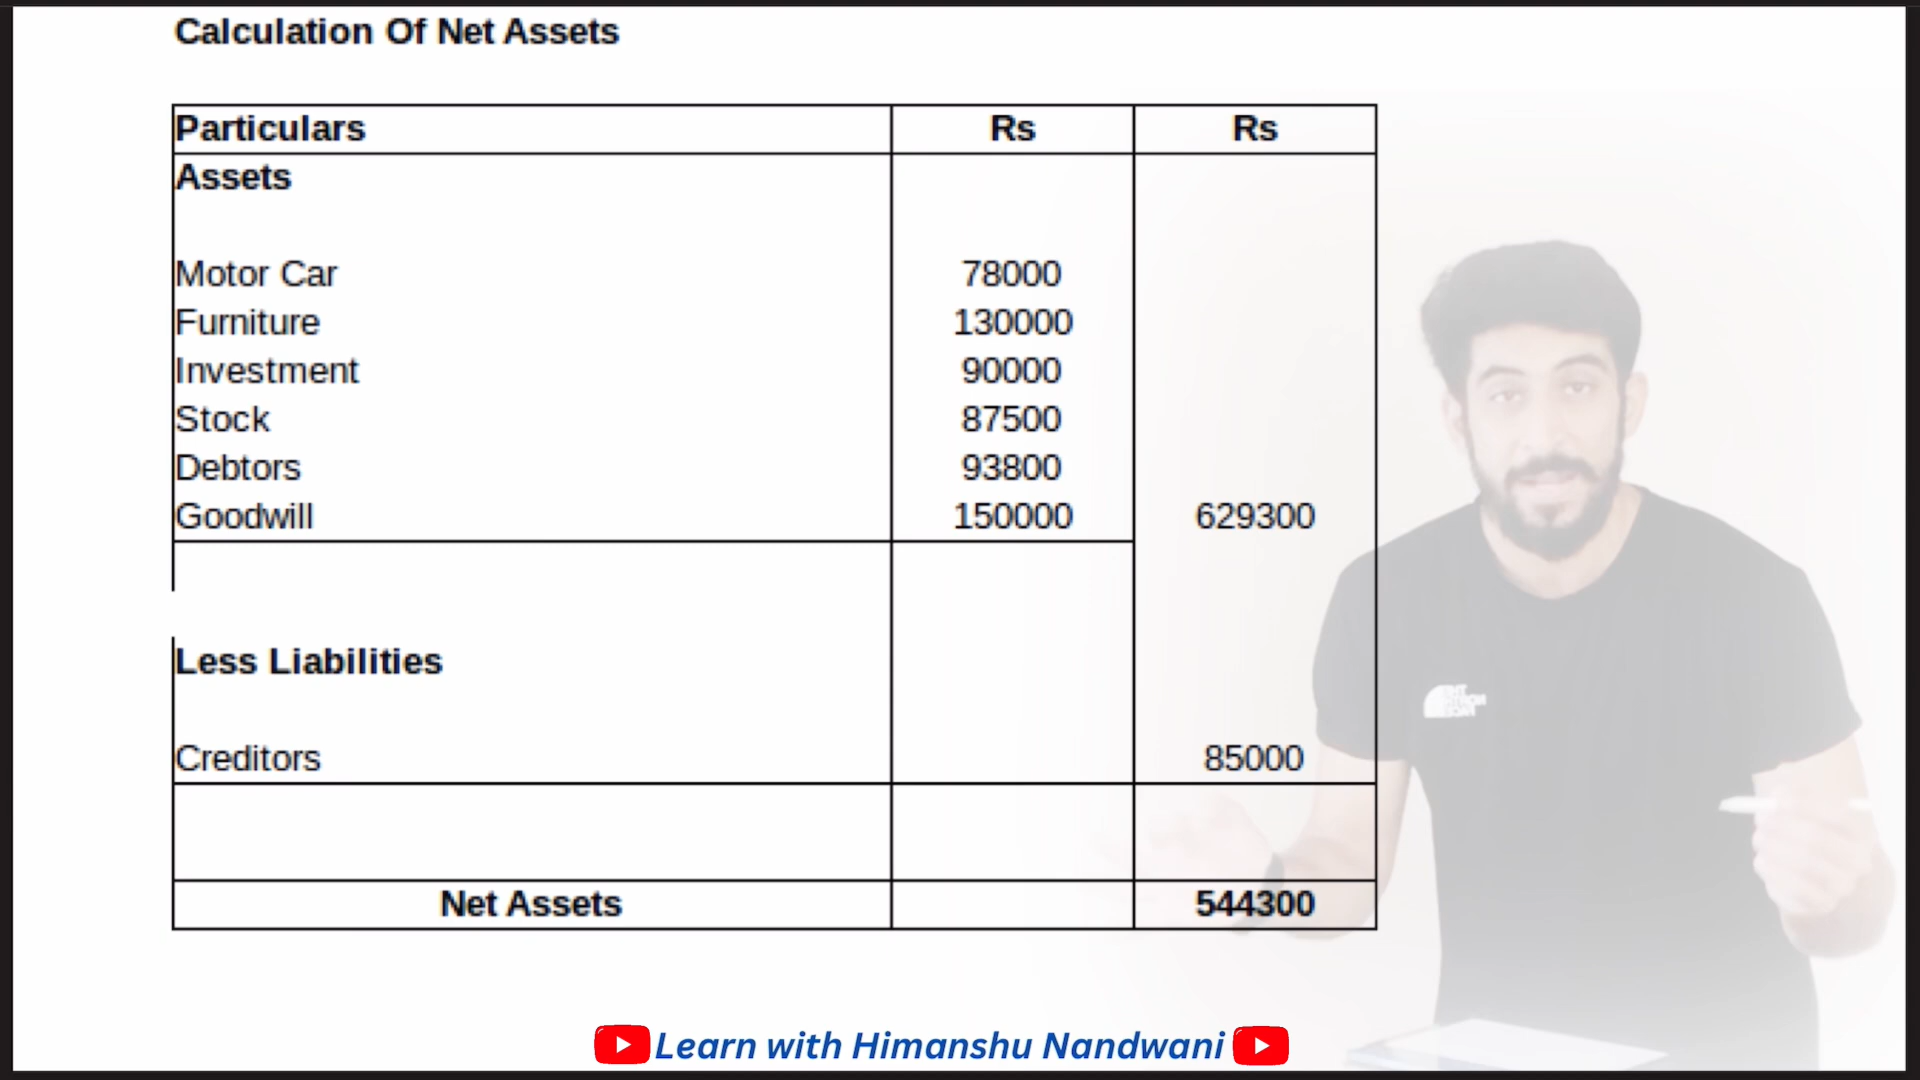 Calculation Of Net Assets
Particulars Rs Rs
Assets
Motor Car 78000
Furniture 130000
Investment 90000
Stock 87500
Debtors 93800
Goodwill 150000 629300
Less Liabilities
Creditors 85000
Net Assets 544300
Learn with Himanshu Nandwani